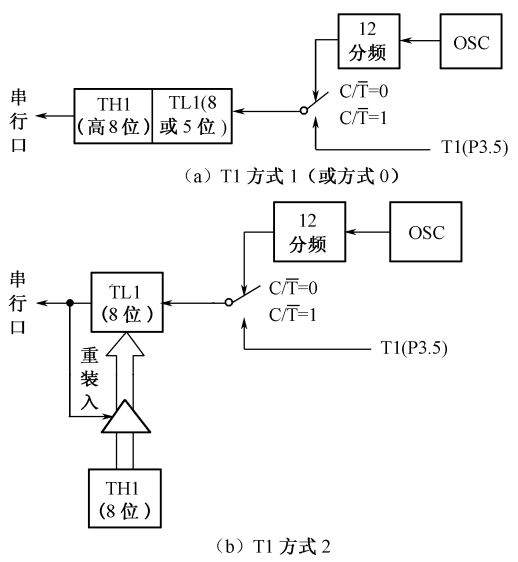 12
分频
OSC
串
行
口
TH1
(高8位)
TL1(8
或5位)
C/T̅=0
C/T̅=1
T1(P3.5)
（a）T1 方式 1（或方式 0）
12
分频
OSC
串
行
口
TL1
(8位)
C/T̅=0
C/T̅=1
T1(P3.5)
重
装
入
TH1
(8位)
（b）T1 方式 2